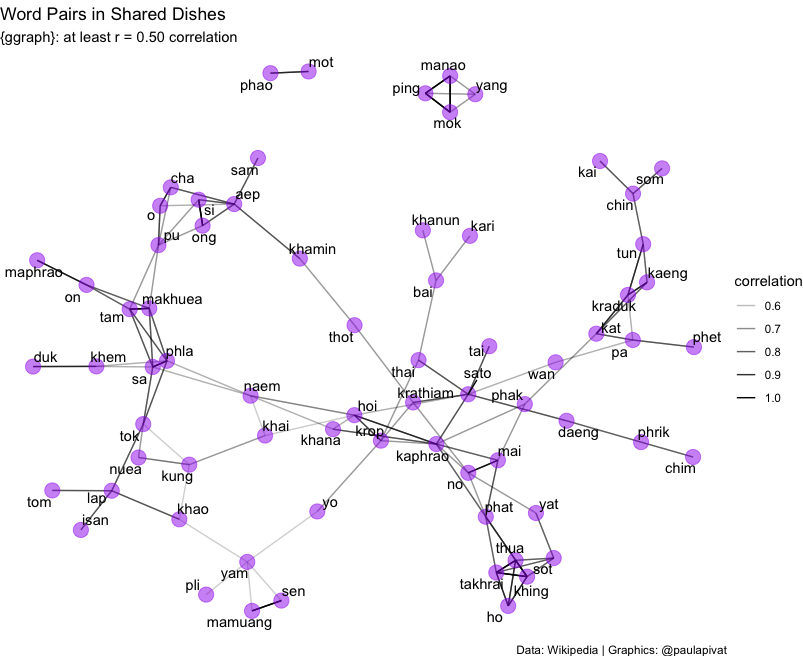 Word Pairs in Shared Dishes
{ggraph}: at least r = 0.50 correlation
mot
phao
manao
ping
yang
mok
sam
kai
som
cha
aep
chin
o
si
ong
khanun
kari
pu
khamin
tun
maphrao
kaeng
on
makhuea
bai
kraduk
tam
kat
thot
pa
phet
duk
khem
phla
thai
tai
sato
wan
sa
naem
krathiam
phak
hoi
khai
krop
khana
daeng
phrik
tok
kaphrao
mai
nuea
chim
kung
no
tom
lap
isan
khao
yo
phat
yat
thua
yam
sot
takhrai
khing
pli
sen
mamuang
ho
correlation
0.6
0.7
0.8
0.9
1.0
Data: Wikipedia | Graphics: @paulapivat